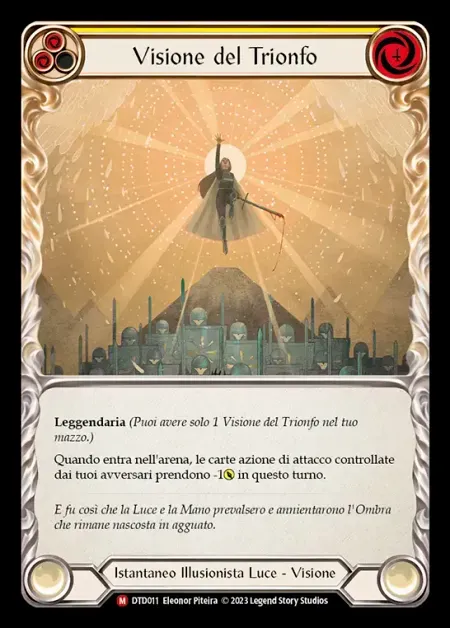 Visione del Trionfo
4
Leggendaria (Puoi avere solo 1 Visione del Trionfo nel tuo
mazzo.)
Quando entra nell'arena, le carte azione di attacco controllate
dai tuoi avversari prendono -1 in questo turno.
E fu così che la Luce e la Mano prevalsero e annientarono l'Ombra
che rimane nascosta in agguato.
Istantaneo Illusionista Luce - Visione
M DTD011 Eleonor Piteira © 2023 Legend Story Studios